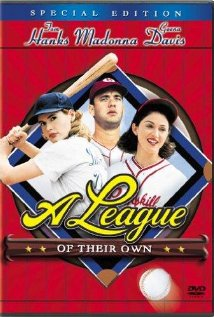 SPECIAL EDITION
Tom Geena
Hanks Madonna Davis
R
A League
OF THEIR OWN
DVD